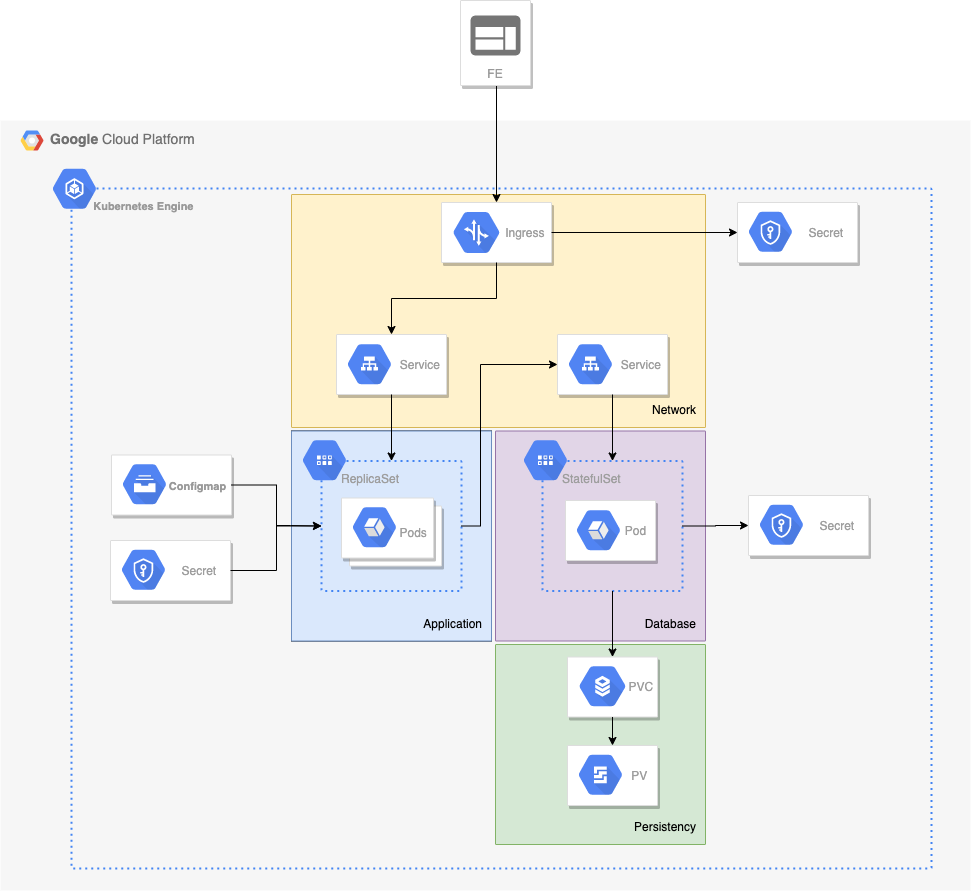 FE
Google Cloud Platform
Kubernetes Engine
Ingress
Secret
Service
Service
Network
ReplicaSet
StatefulSet
Configmap
Pods
Pod
Secret
Secret
Application
Database
PVC
PV
Persistency